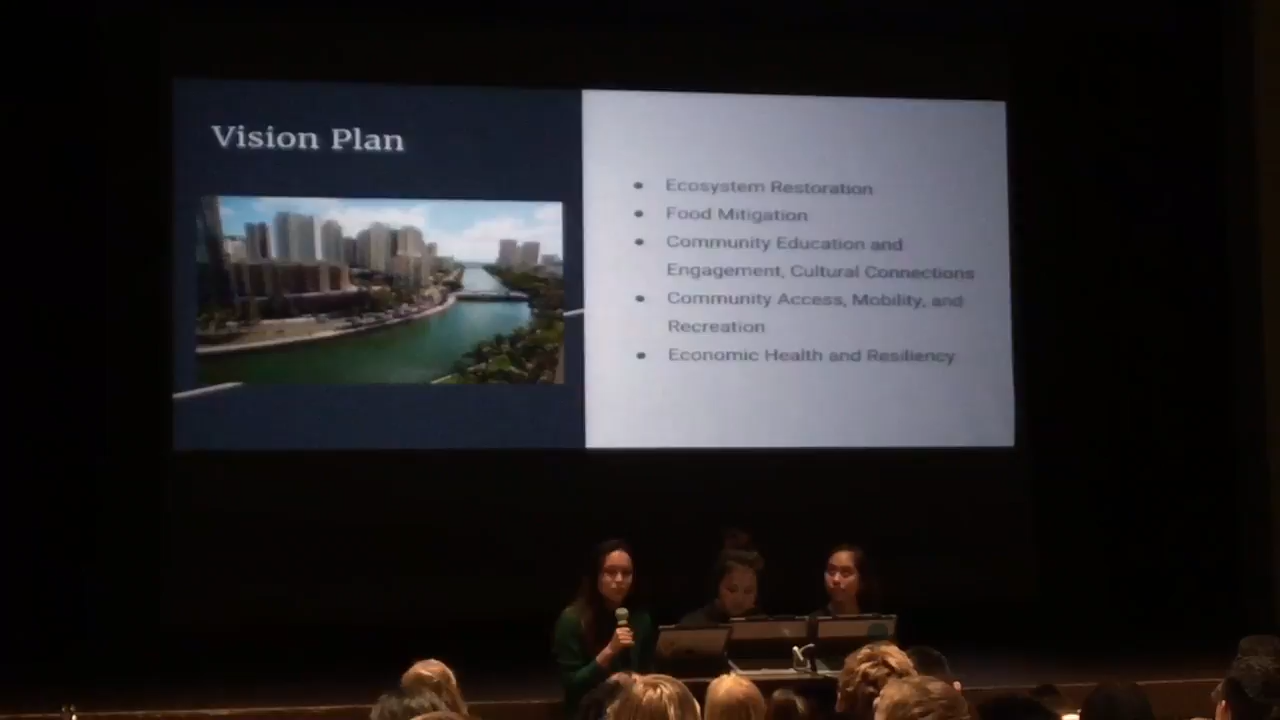 Vision Plan
Ecosystem Restoration
Food Mitigation
Community Education and
Engagement, Cultural Connections
Community Access, Mobility, and
Recreation
Economic Health and Resiliency